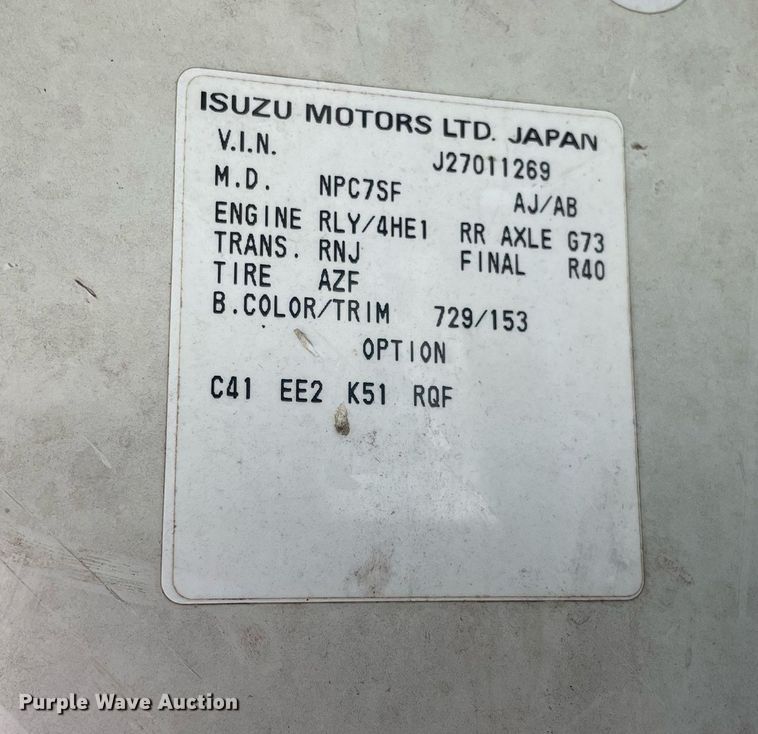 ISUZU MOTORS LTD. JAPAN
V.I.N. J27011269
M.D. NPC7SF AJ/AB
ENGINE RLY/4HE1 RR AXLE G73
TRANS. RNJ FINAL R40
TIRE AZF
B.COLOR/TRIM 729/153
OPTION
C41 EE2 K51 RQF
Purple Wave Auction